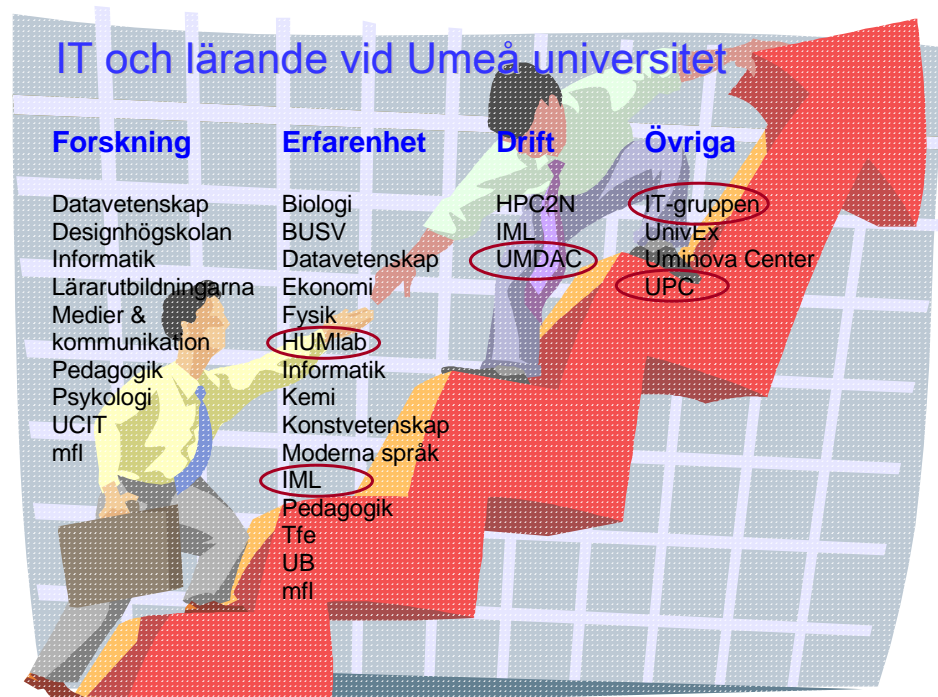 IT och lärande vid Umeå universitet
Forskning
Datavetenskap
Designhögskolan
Informatik
Lärarutbildningarna
Medier &
kommunikation
Pedagogik
Psykologi
UCIT
mfl
Erfarenhet
Biologi
BUSV
Datavetenskap
Ekonomi
Fysik
HUMlab
Informatik
Kemi
Konstvetenskap
Moderna språk
IML
Pedagogik
Tfe
UB
mfl
Drift
HPC2N
IML
UMDAC
Övriga
IT-gruppen
UnivEx
Uminova Center
UPC